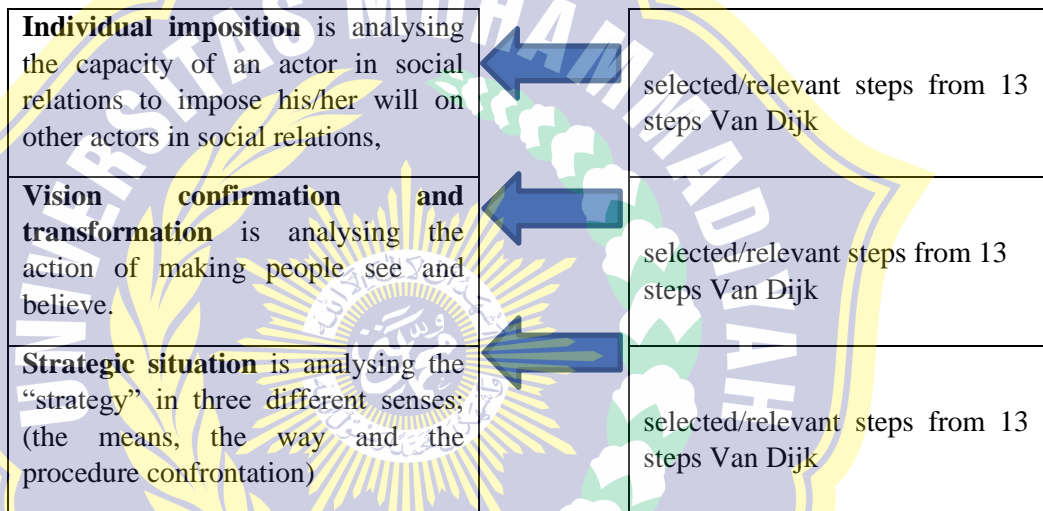 Individual imposition is analysing
the capacity of an actor in social
relations to impose his/her will on
other actors in social relations,
selected/relevant steps from 13
steps Van Dijk
Vision confirmation and
transformation is analysing the
action of making people see and
believe.
selected/relevant steps from 13
steps Van Dijk
Strategic situation is analysing the
“strategy” in three different senses;
(the means, the way and the
procedure confrontation)
selected/relevant steps from 13
steps Van Dijk
UNIVERSITAS MUHAMMADIYAH